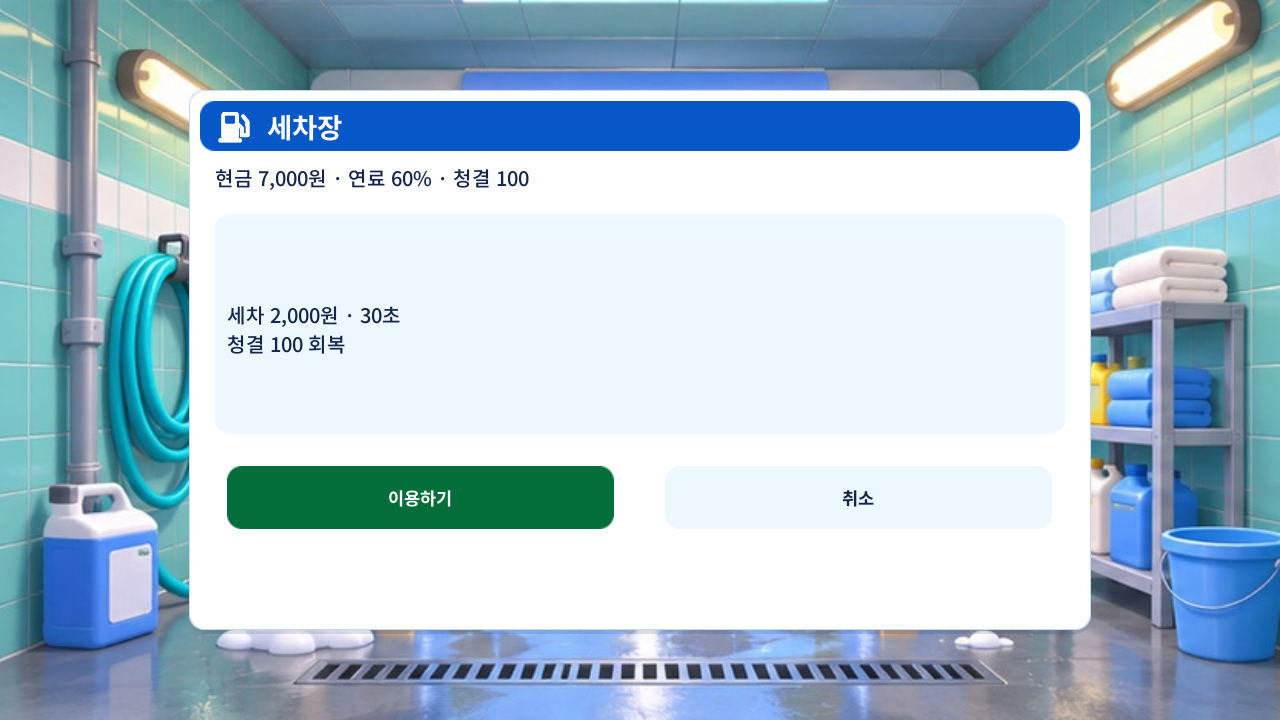 세차장
현금 7,000원 · 연료 60% · 청결 100
세차 2,000원 · 30초
청결 100 회복
이용하기
취소